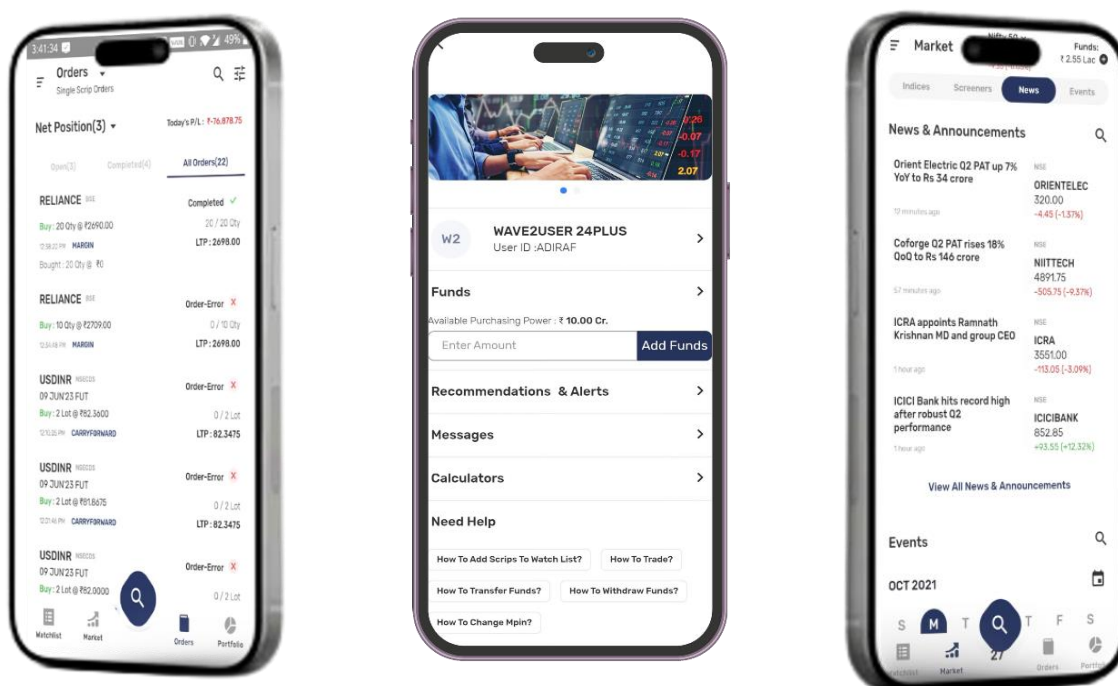 3:41:34
49%
Orders
Single Scrip Orders
Net Position(3)
Today's P/L : ₹-76,878.75
Open(3)
Completed(4)
All Orders(22)
RELIANCE BSE
Completed
Buy : 20 Qty @ ₹2690.00
20 / 20 Qty
MARGIN
LTP : 2698.00
Bought : 20 Qty @ ₹0
RELIANCE BSE
Order-Error X
Buy : 10 Qty @ ₹2709.00
0 / 10 Qty
MARGIN
LTP : 2698.00
USDINR NSECDS
Order-Error X
09 JUN'23 FUT
Buy : 2 Lot @ ₹82.3600
0 / 2 Lot
CARRYFORWARD
LTP : 82.3475
USDINR NSECDS
Order-Error X
09 JUN'23 FUT
Buy : 2 Lot @ ₹81.8675
0 / 2 Lot
CARRYFORWARD
LTP : 82.3475
USDINR NSECDS
Order-Error X
09 JUN'23 FUT
Buy : 2 Lot @ ₹82.0000
0 / 2 Lot
Watchlist
Market
Orders
Portfolio
-0.07
-0.17
2.07
W2
WAVE2USER 24PLUS
User ID :ADIRAF
Funds
Available Purchasing Power : ₹ 10.00 Cr.
Enter Amount
Add Funds
Recommendations & Alerts
Messages
Calculators
Need Help
How To Add Scrips To Watch List?
How To Trade?
How To Transfer Funds?
How To Withdraw Funds?
How To Change Mpin?
Market
Nifty 50
Funds:
₹ 2.55 Lac
Indices
Screeners
News
Events
News & Announcements
Orient Electric Q2 PAT up 7%
YoY to Rs 34 crore
12 minutes ago
NSE
ORIENTELEC
320.00
-4.45 (-1.37%)
Coforge Q2 PAT rises 18%
QoQ to Rs 146 crore
57 minutes ago
NSE
NIITTECH
4891.75
-505.75 (-9.37%)
ICRA appoints Ramnath
Krishnan MD and group CEO
1 hour ago
NSE
ICRA
3551.00
-113.05 (-3.09%)
ICICI Bank hits record high
after robust Q2
performance
1 hour ago
NSE
ICICIBANK
852.85
+93.55 (+12.32%)
View All News & Announcements
Events
OCT 2021
S
M
T
T
F
S
27
Watchlist
Market
Orders
Portfolio